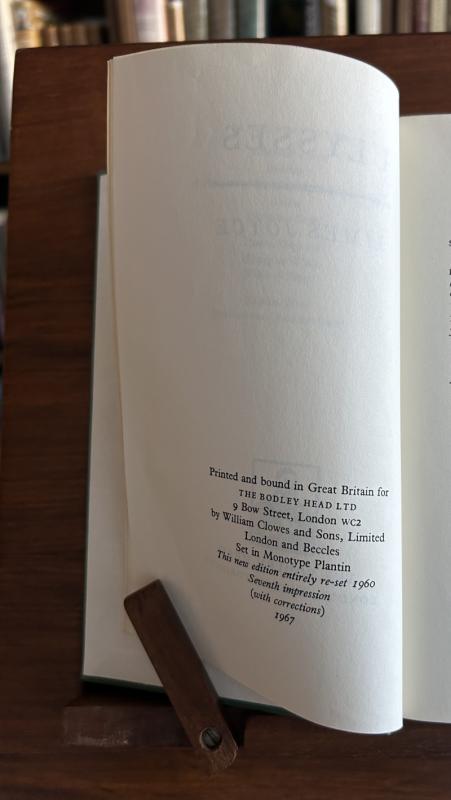 Printed and bound in Great Britain for
THE BODLEY HEAD LTD
9 Bow Street, London WC2
by William Clowes and Sons, Limited
London and Beccles
Set in Monotype Plantin
This new edition entirely re-set 1960
Seventh impression
(with corrections)
1967